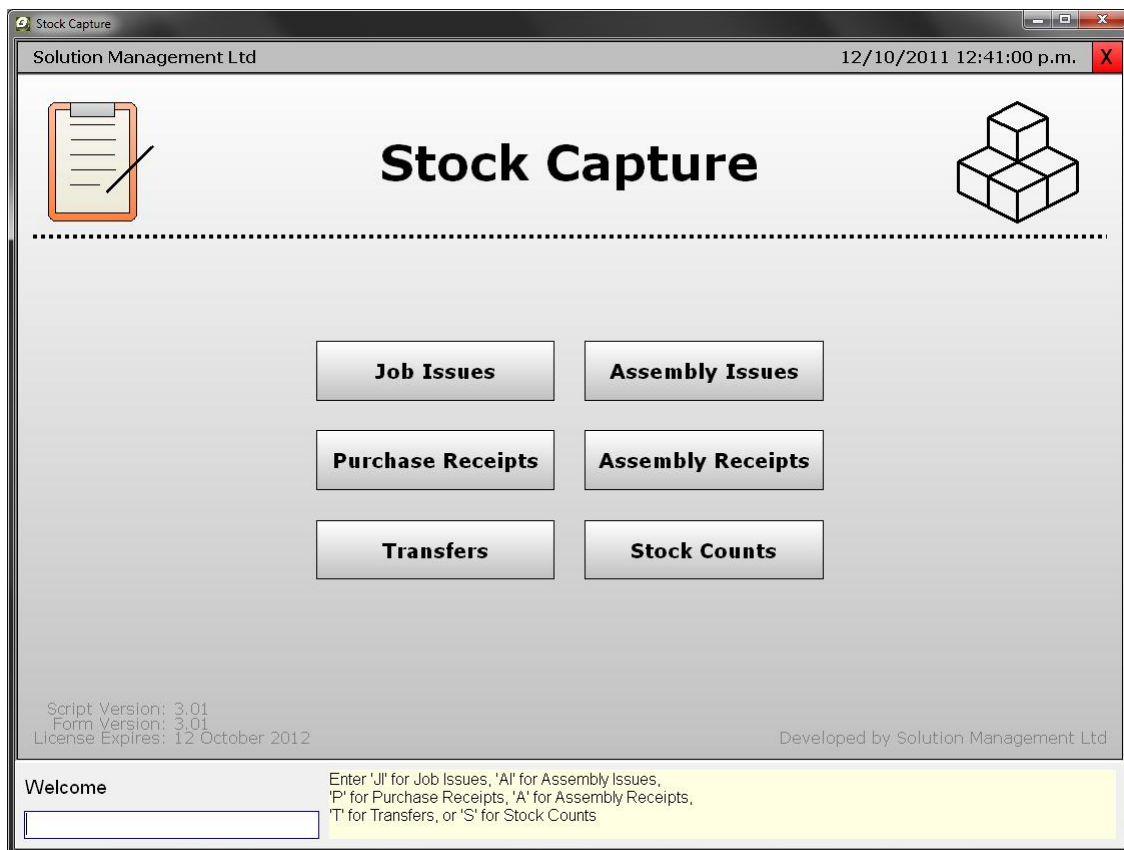 Stock Capture
Solution Management Ltd 12/10/2011 12:41:00 p.m. X
Stock Capture
Job Issues Assembly Issues
Purchase Receipts Assembly Receipts
Transfers Stock Counts
Script Version: 3.01
Form Version: 3.01
License Expires: 12 October 2012 Developed by Solution Management Ltd
Welcome
Enter 'JI' for Job Issues, 'AI' for Assembly Issues,
'P' for Purchase Receipts, 'A' for Assembly Receipts,
'T' for Transfers, or 'S' for Stock Counts